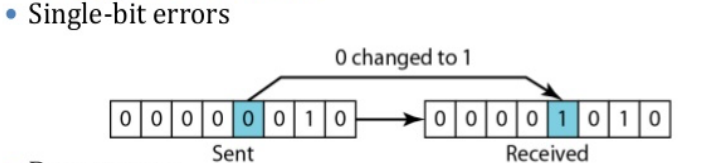 • Single-bit errors
0 changed to 1
0 0 0 0 0 0 1 0 0 0 0 0 1 0 1 0
Sent Received